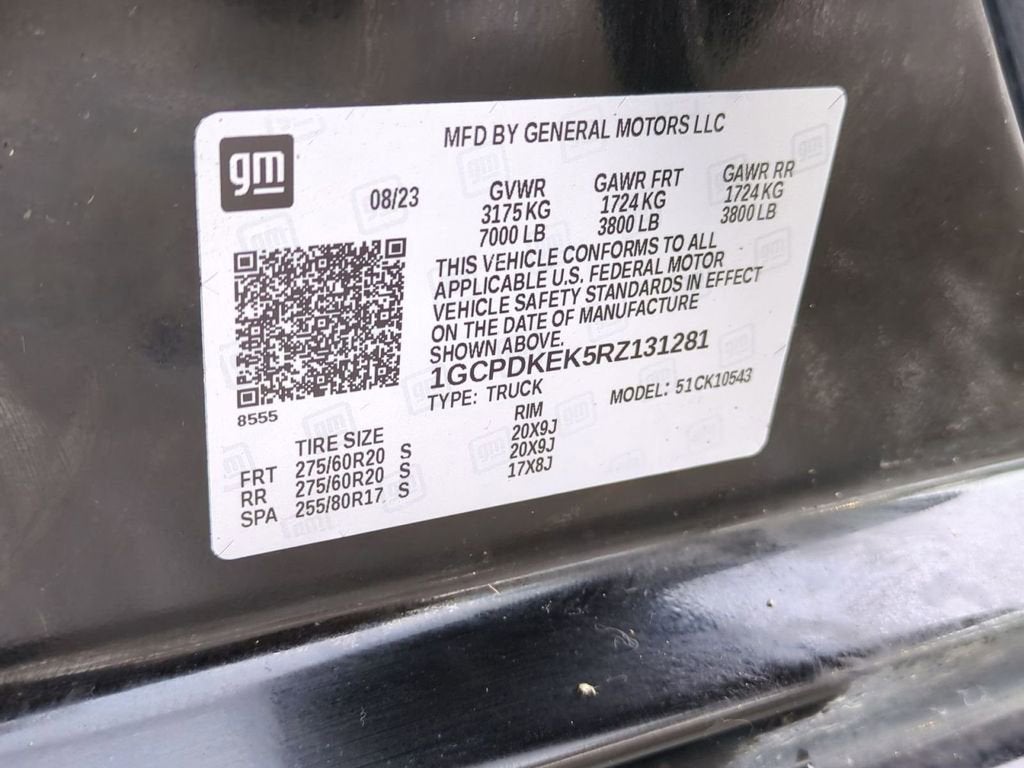 MFD BY GENERAL MOTORS LLC
gm
08/23
GVWR
3175 KG
7000 LB
GAWR FRT
1724 KG
3800 LB
GAWR RR
1724 KG
3800 LB
THIS VEHICLE CONFORMS TO ALL
APPLICABLE U.S. FEDERAL MOTOR
VEHICLE SAFETY STANDARDS IN EFFECT
ON THE DATE OF MANUFACTURE
SHOWN ABOVE.
1GCPDKEK5RZ131281
TYPE: TRUCK
MODEL: 51CK10543
8555
TIRE SIZE RIM
FRT 275/60R20 S 20X9J
RR 275/60R20 S 20X9J
SPA 255/80R17 S 17X8J